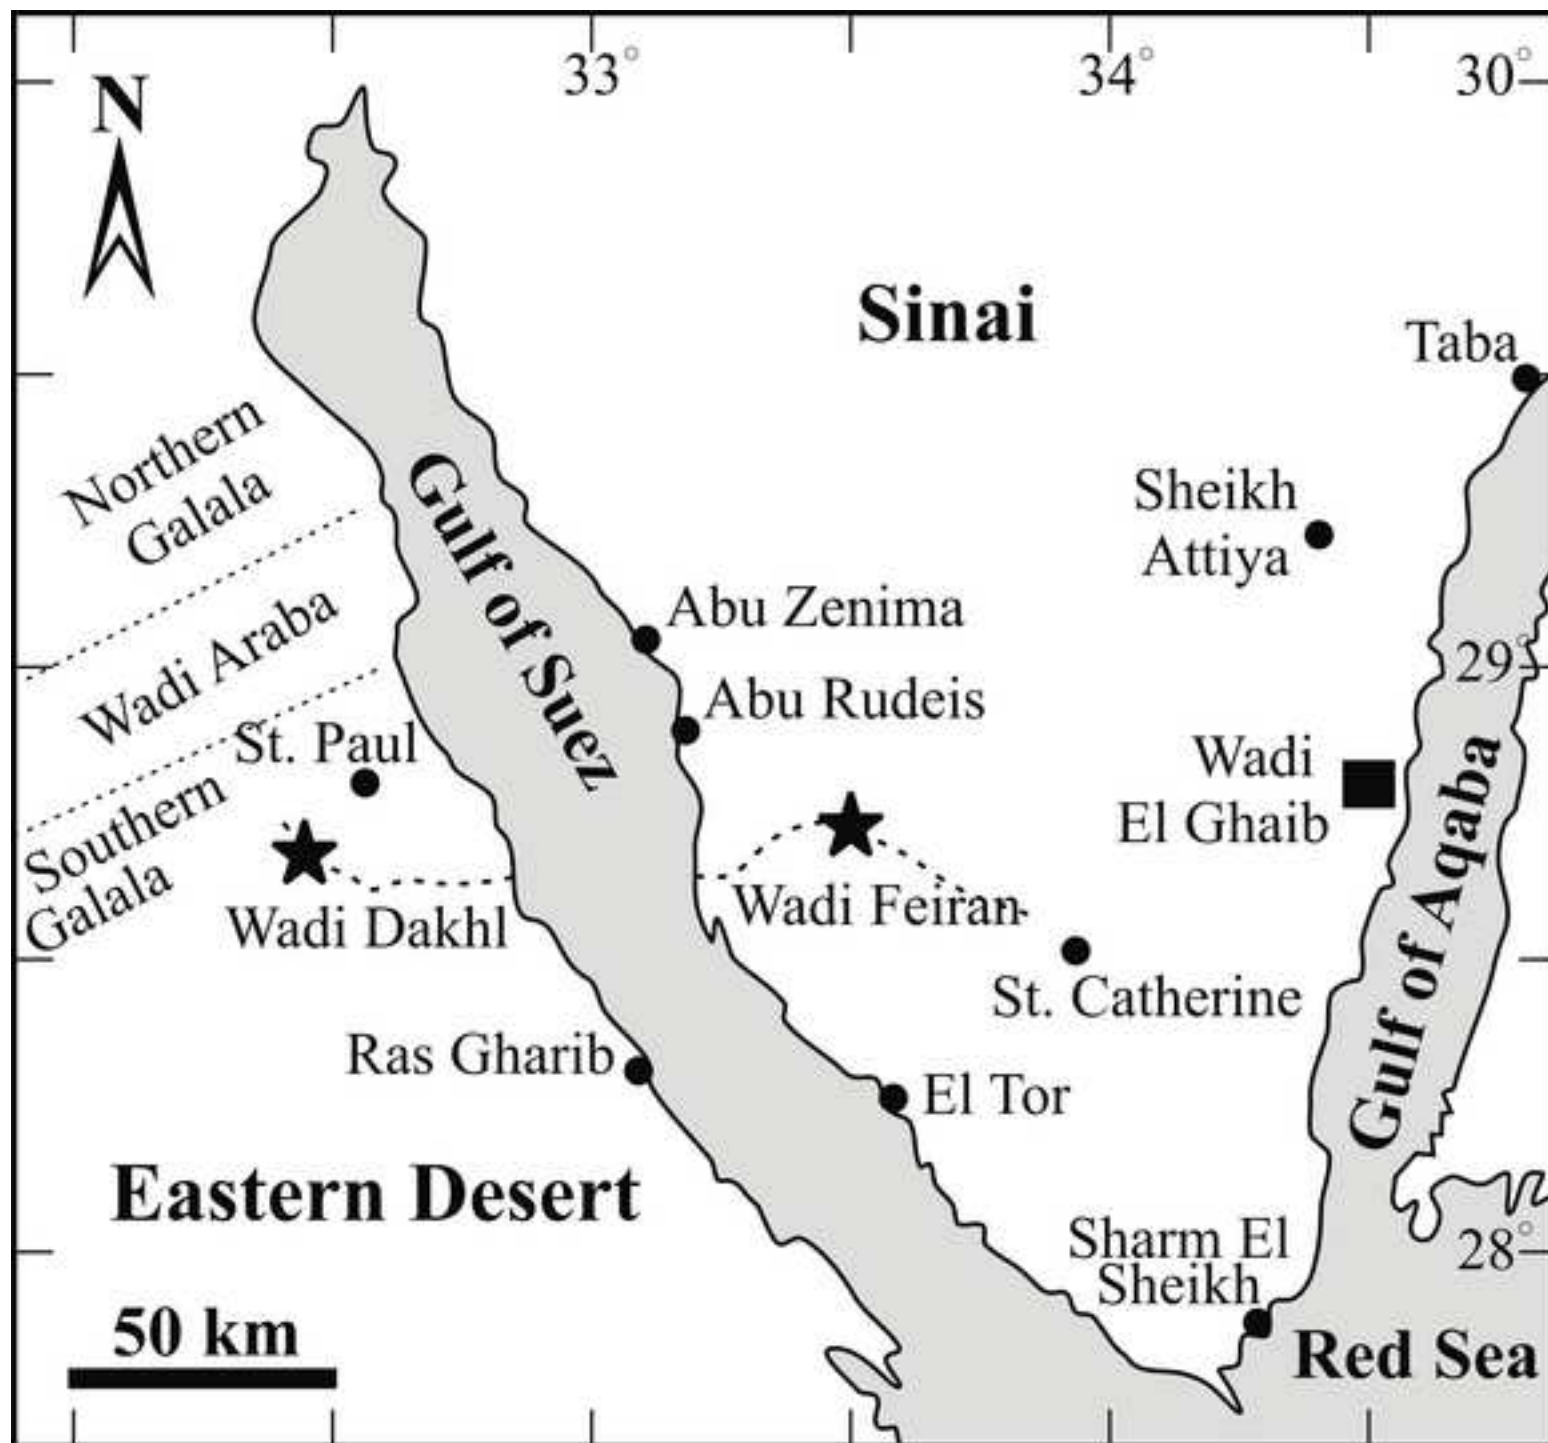 33°
34°
30°
N
Sinai
Taba
Northern
Galala
Gulf of Suez
Sheikh
Attiya
Abu Zenima
Wadi Araba
29°
Abu Rudeis
St. Paul
Wadi
El Ghaib
Southern
Galala
Gulf of Aqaba
Wadi Dakhl
Wadi Feiran
St. Catherine
Ras Gharib
El Tor
Eastern Desert
Sharm El
Sheikh
28°
50 km
Red Sea